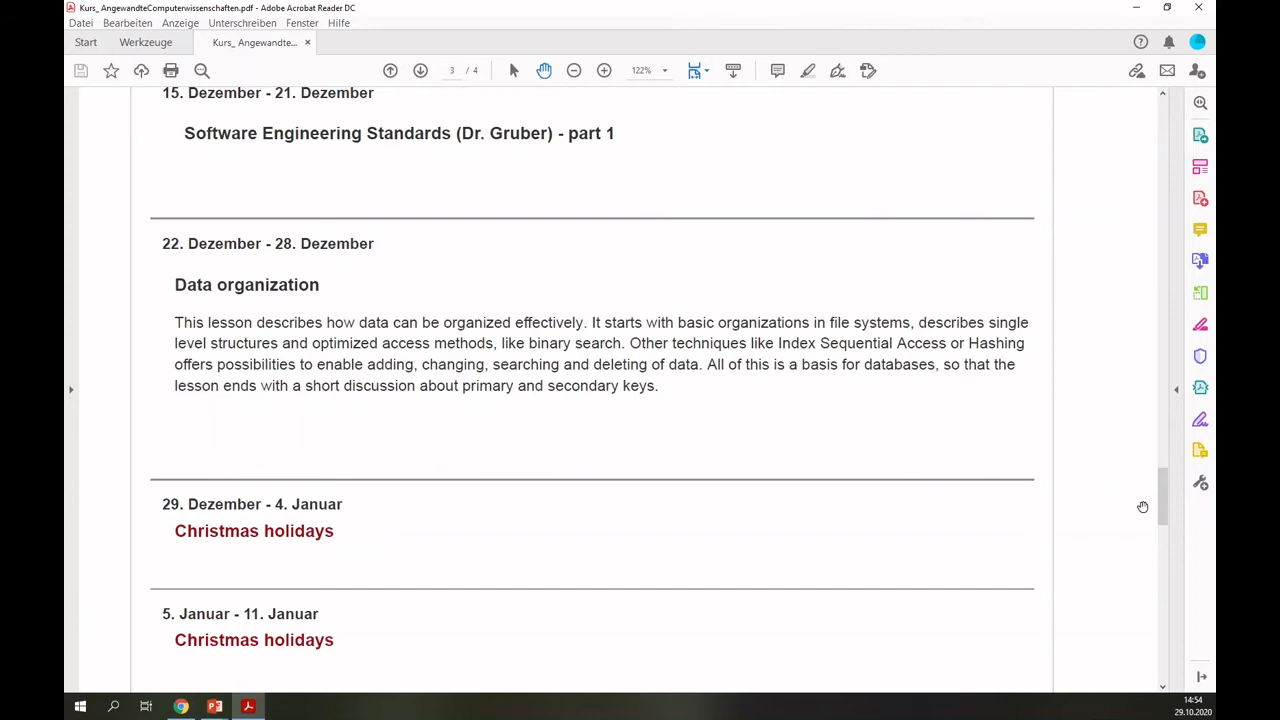 Kurs_ AngewandteComputerwissenschaften.pdf - Adobe Acrobat Reader DC
Datei Bearbeiten Anzeige Unterschreiben Fenster Hilfe
Start Werkzeuge Kurs_ Angewandte... ×
3 / 4 122%
15. Dezember - 21. Dezember
Software Engineering Standards (Dr. Gruber) - part 1
22. Dezember - 28. Dezember
Data organization
This lesson describes how data can be organized effectively. It starts with basic organizations in file systems, describes single
level structures and optimized access methods, like binary search. Other techniques like Index Sequential Access or Hashing
offers possibilities to enable adding, changing, searching and deleting of data. All of this is a basis for databases, so that the
lesson ends with a short discussion about primary and secondary keys.
29. Dezember - 4. Januar
Christmas holidays
5. Januar - 11. Januar
Christmas holidays
14:54
29.10.2020